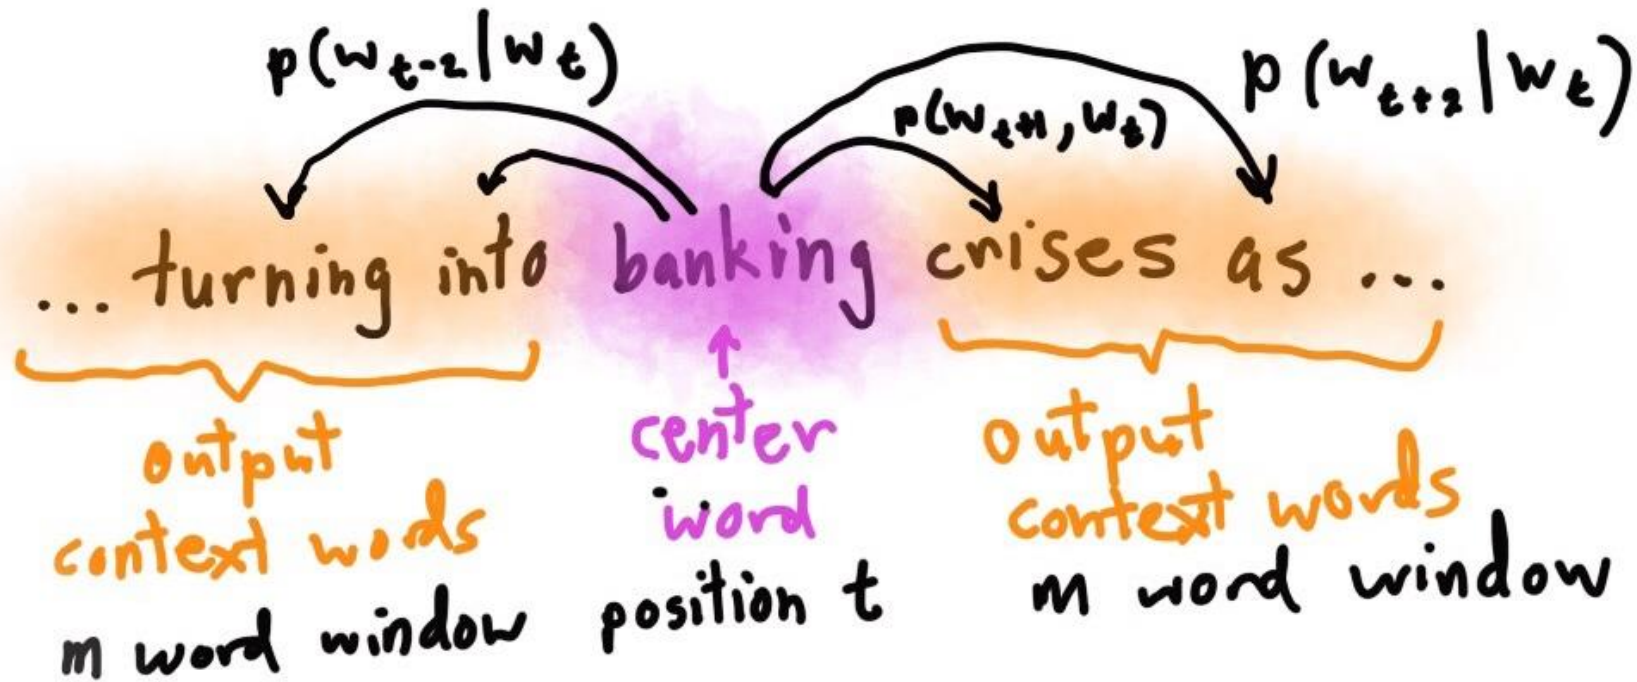 p(w_{t-2}|w_t)
p(w_{t+1}, w_t)
p(w_{t+2}|w_t)
... turning into banking crises as ...
output
context wods
m word window
center
word
position t
output
context words
m word window